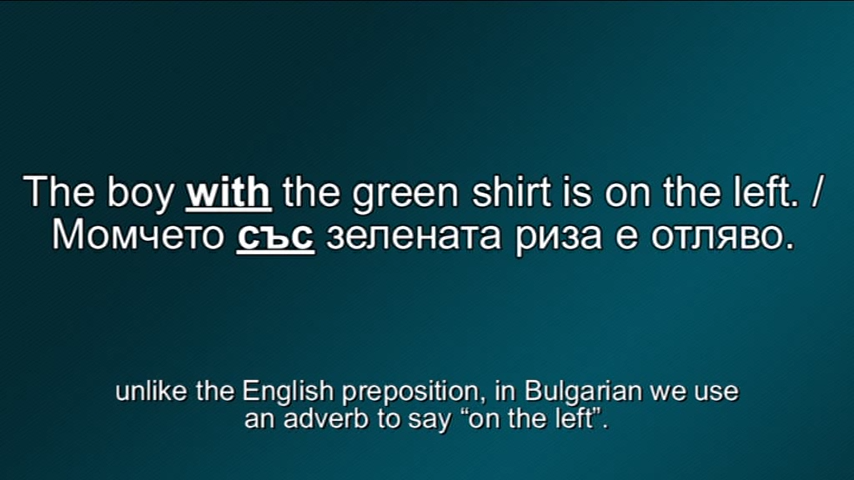 The boy with the green shirt is on the left. /
Момчето със зелената риза е отляво.
unlike the English preposition, in Bulgarian we use
an adverb to say “on the left”.